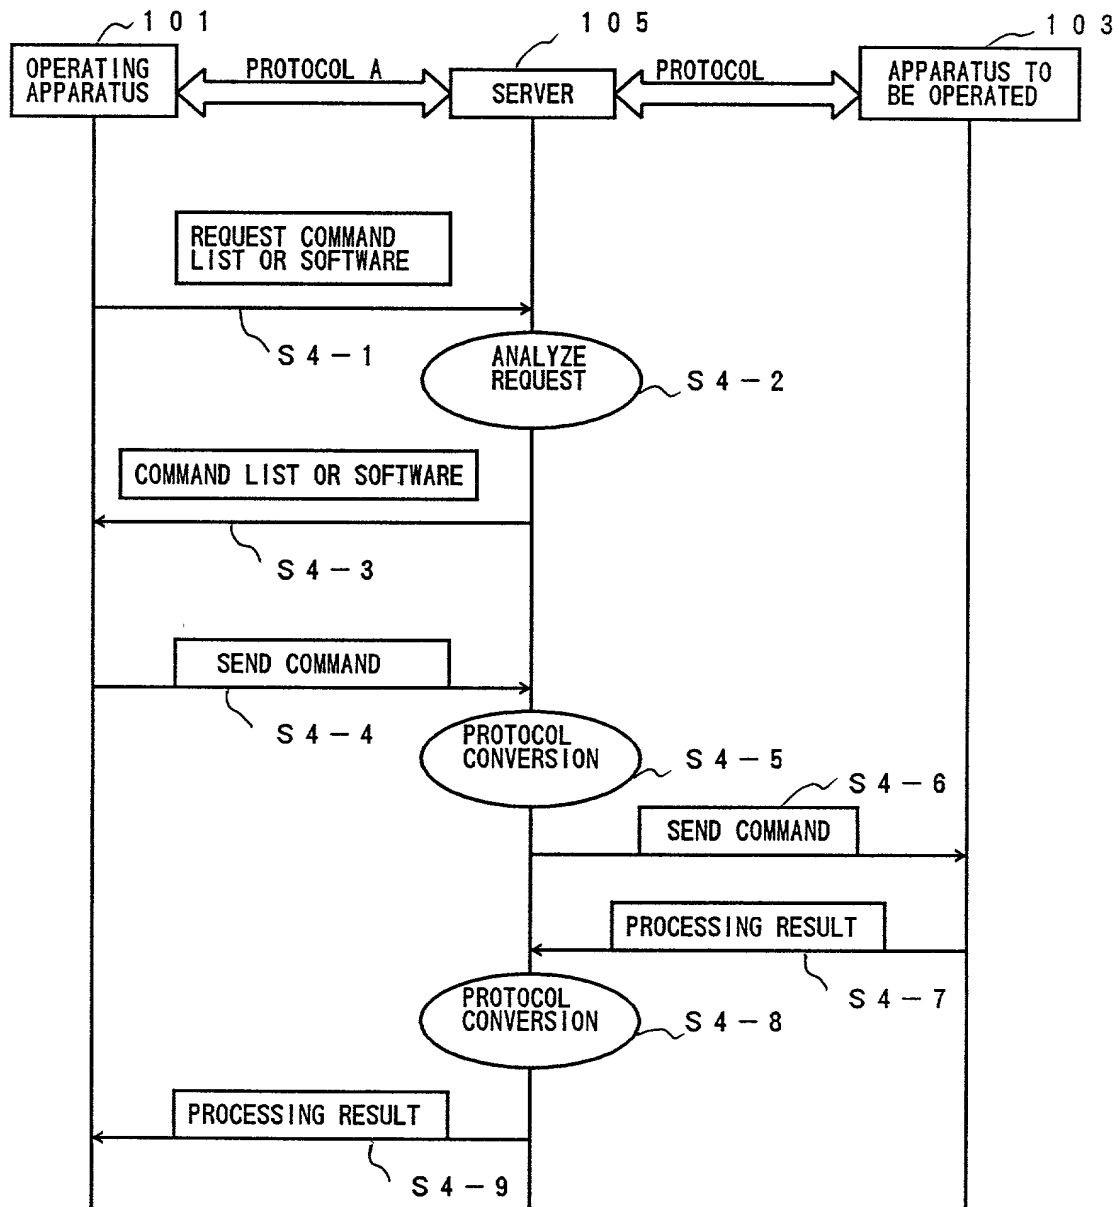 101
105
103
OPERATING
APPARATUS
PROTOCOL A
SERVER
PROTOCOL
APPARATUS TO
BE OPERATED
REQUEST COMMAND
LIST OR SOFTWARE
S4-1
ANALYZE
REQUEST
S4-2
COMMAND LIST OR SOFTWARE
S4-3
SEND COMMAND
S4-4
PROTOCOL
CONVERSION
S4-5
S4-6
SEND COMMAND
PROCESSING RESULT
S4-7
PROTOCOL
CONVERSION
S4-8
PROCESSING RESULT
S4-9